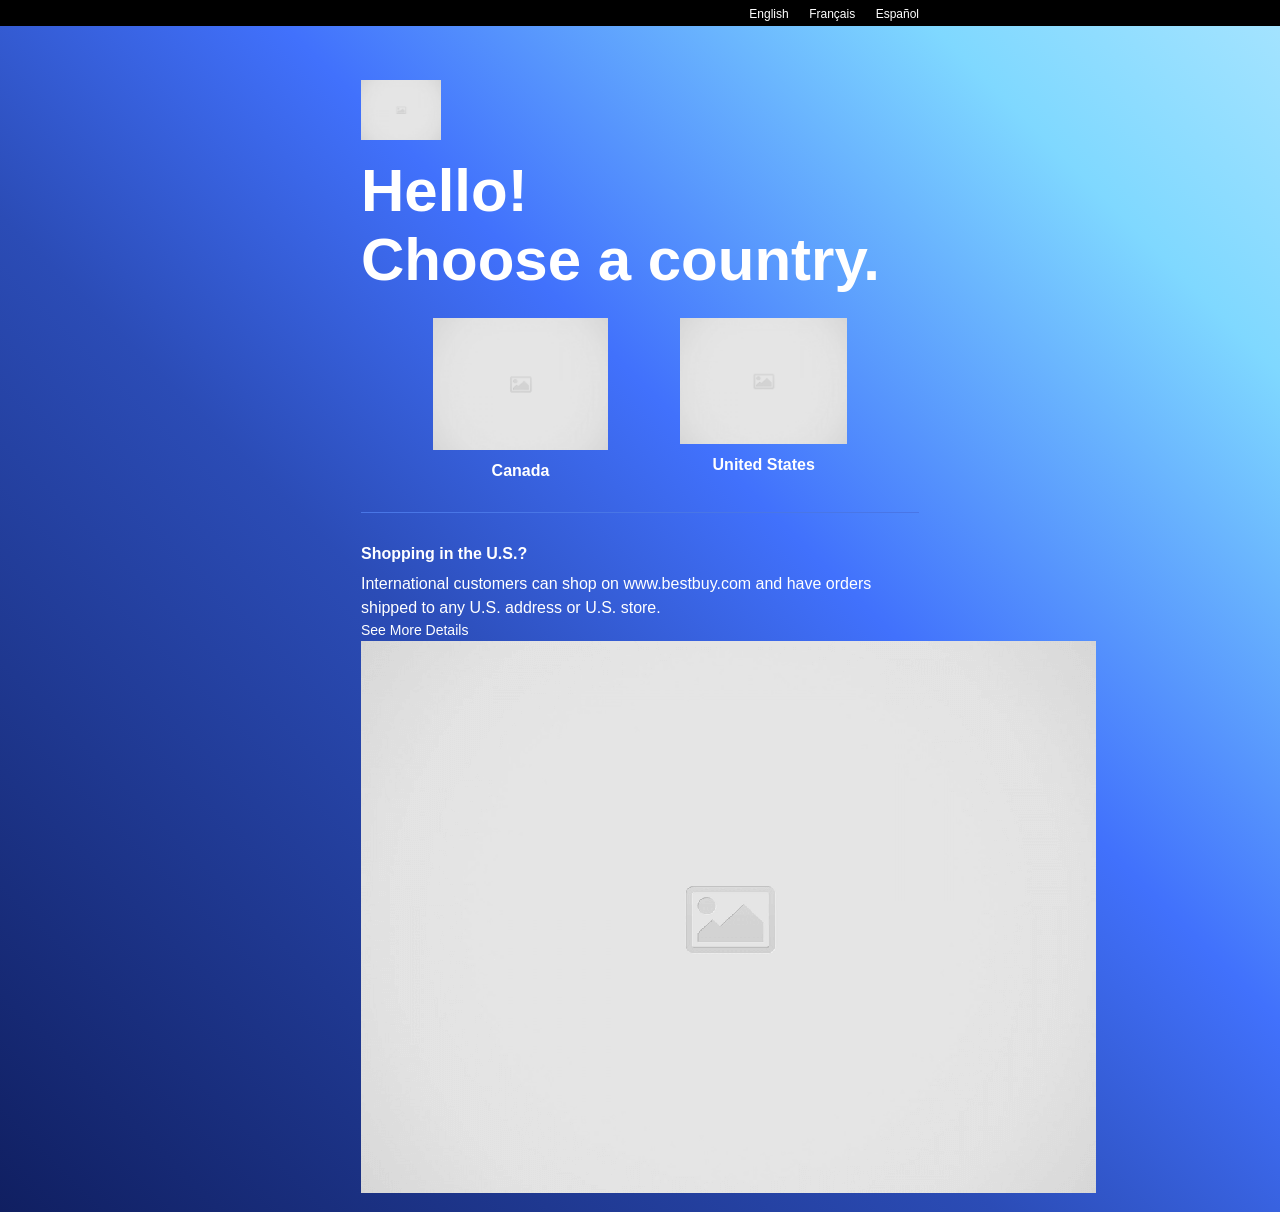 English Français Español
Hello!
Choose a country.
Canada
United States
Shopping in the U.S.?
International customers can shop on www.bestbuy.com and have orders
shipped to any U.S. address or U.S. store.
See More Details